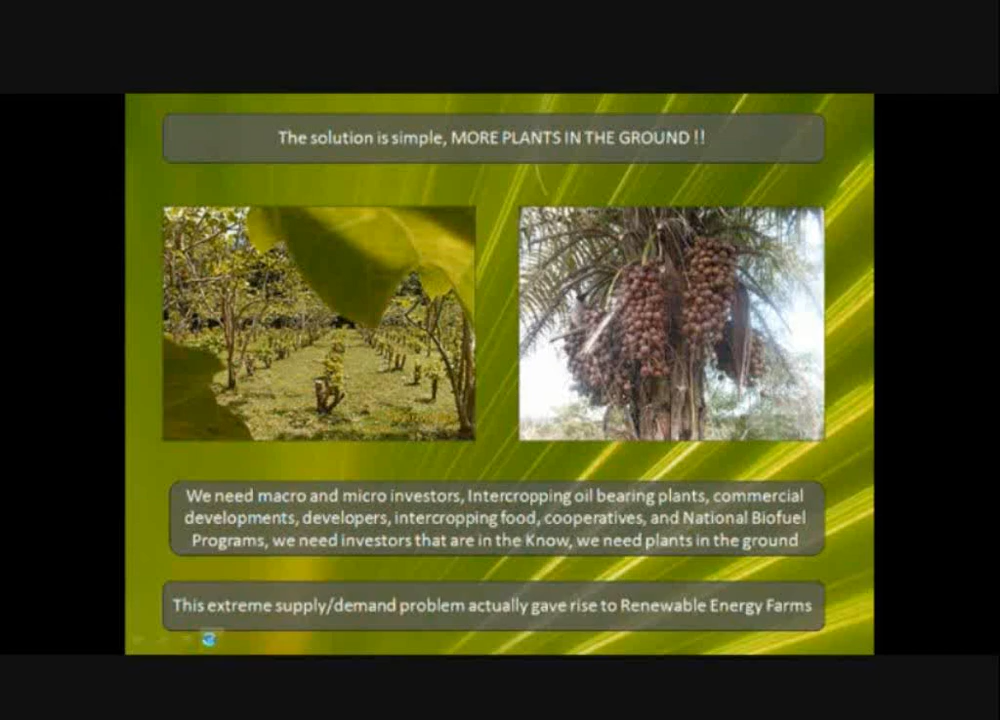 The solution is simple, MORE PLANTS IN THE GROUND !!
We need macro and micro investors, Intercropping oil bearing plants, commercial
developments, developers, intercropping food, cooperatives, and National Biofuel
Programs, we need investors that are in the Know, we need plants in the ground
This extreme supply/demand problem actually gave rise to Renewable Energy Farms